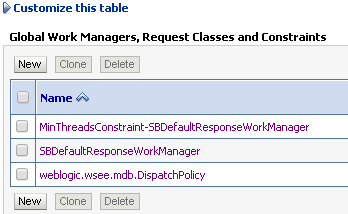 Customize this table
Global Work Managers, Request Classes and Constraints
New Clone Delete
Name
MinThreadsConstraint-SBDefaultResponseWorkManager
SBDefaultResponseWorkManager
weblogic.wsee.mdb.DispatchPolicy
New Clone Delete